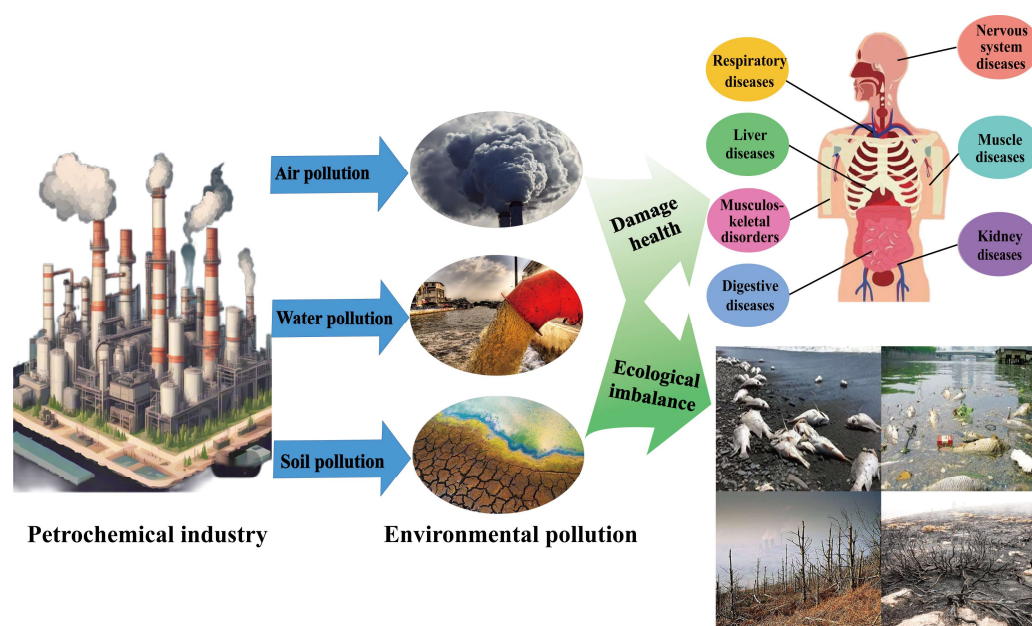 Air pollution
Water pollution
Soil pollution
Petrochemical industry
Environmental pollution
Damage
health
Ecological
imbalance
Respiratory
diseases
Liver
diseases
Musculos-
keletal
disorders
Digestive
diseases
Nervous
system
diseases
Muscle
diseases
Kidney
diseases